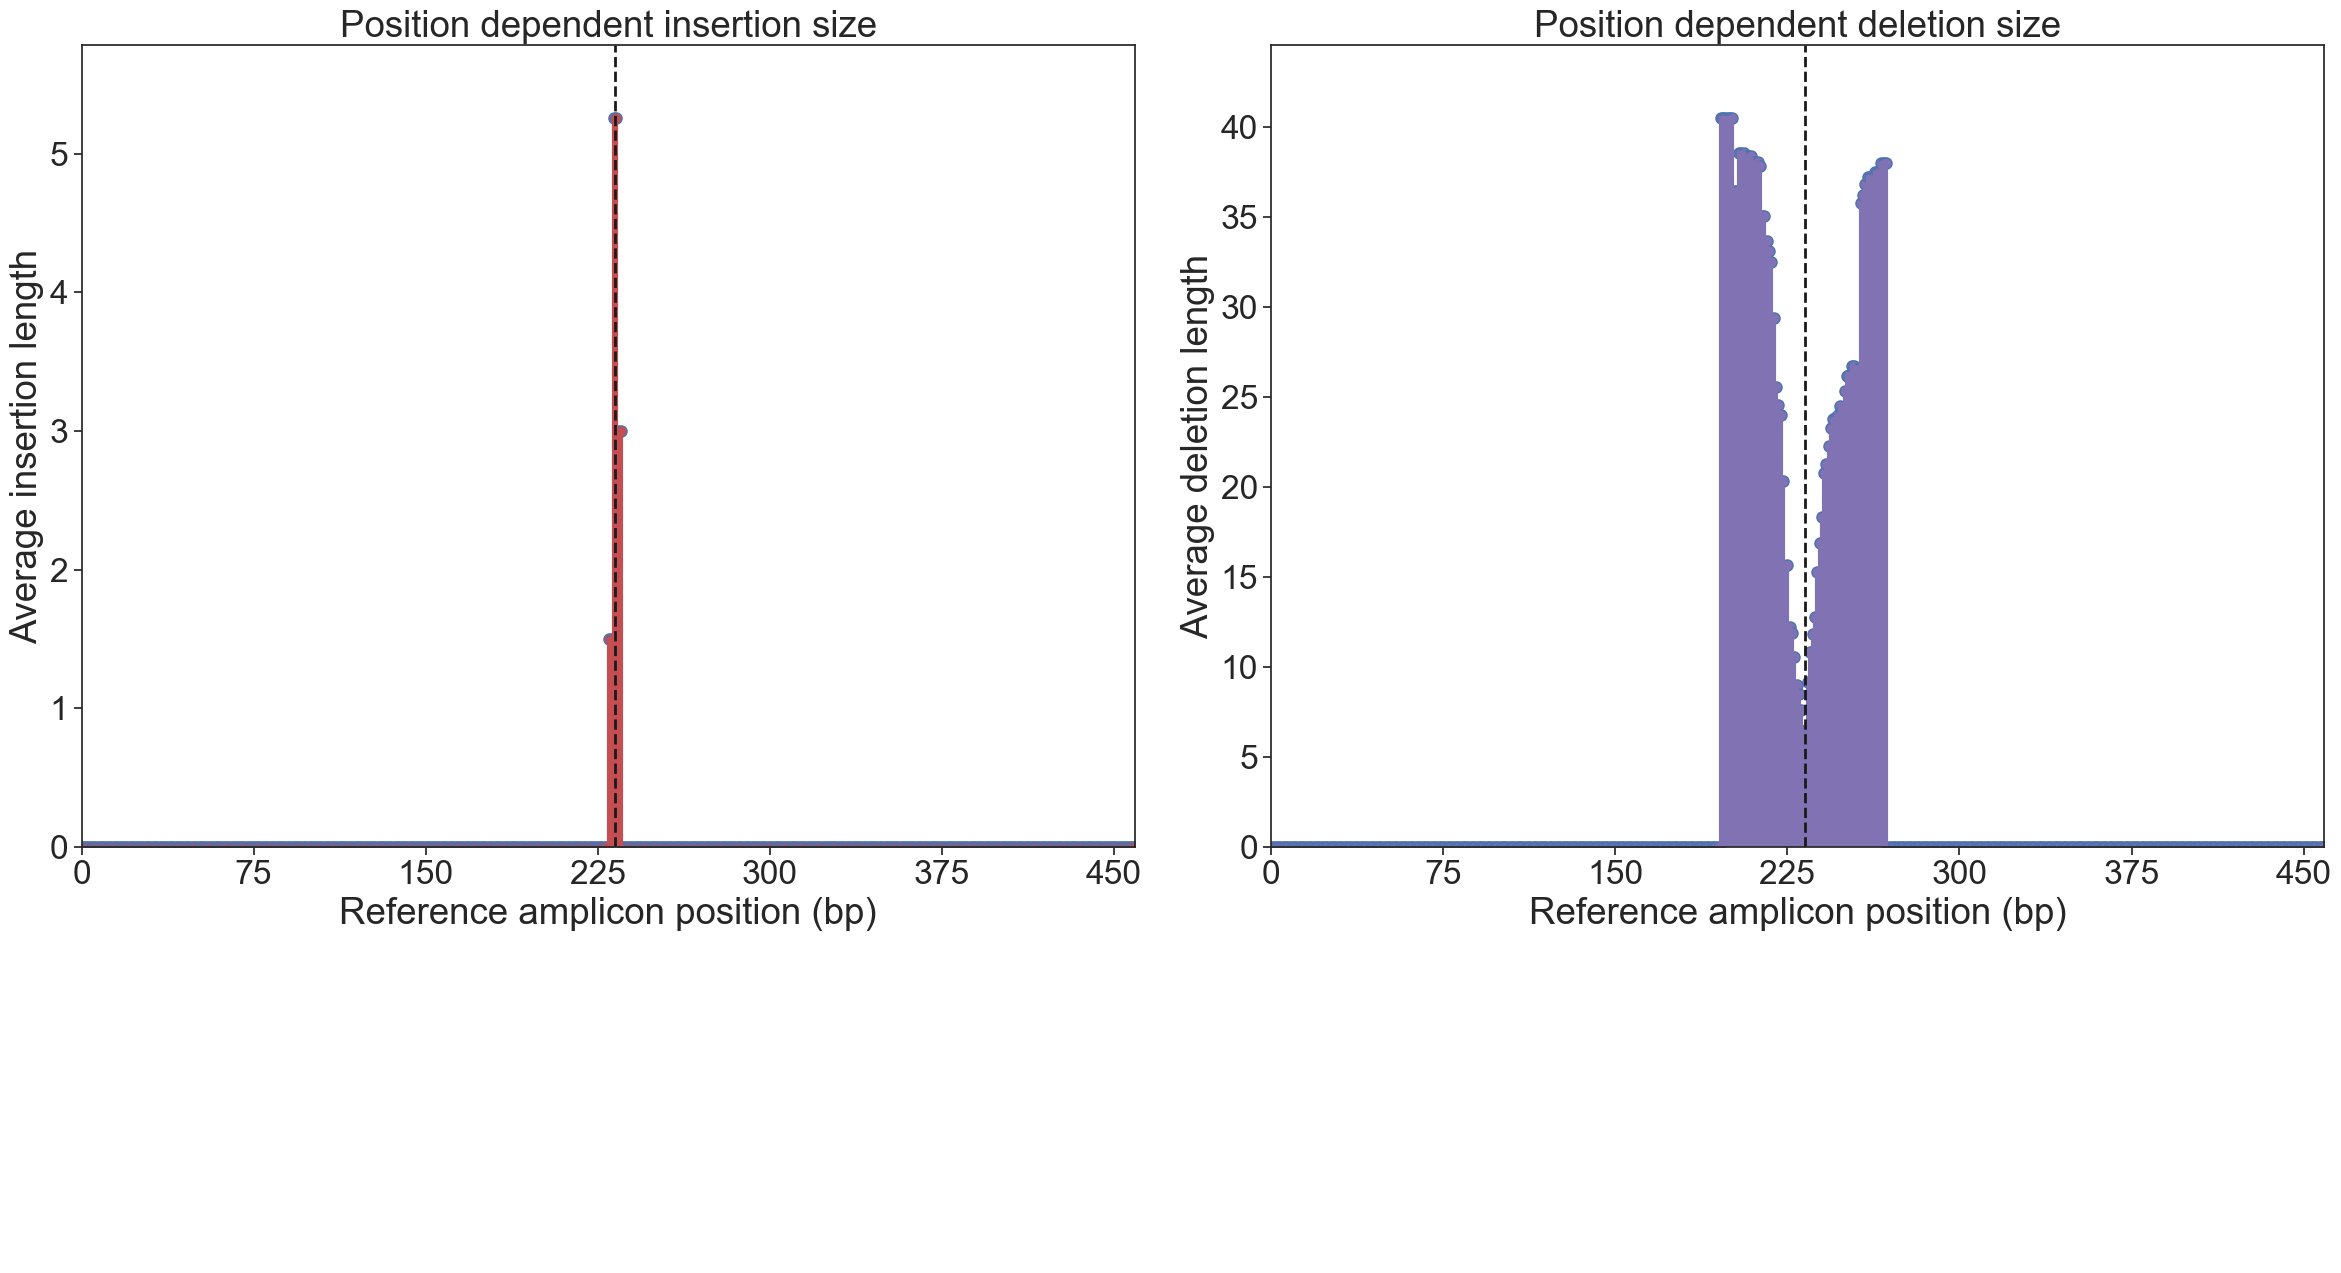 Position dependent insertion size
Average insertion length
5
4
3
2
1
0
0 75 150 225 300 375 450
Reference amplicon position (bp)
Position dependent deletion size
Average deletion length
40
35
30
25
20
15
10
5
0
0 75 150 225 300 375 450
Reference amplicon position (bp)